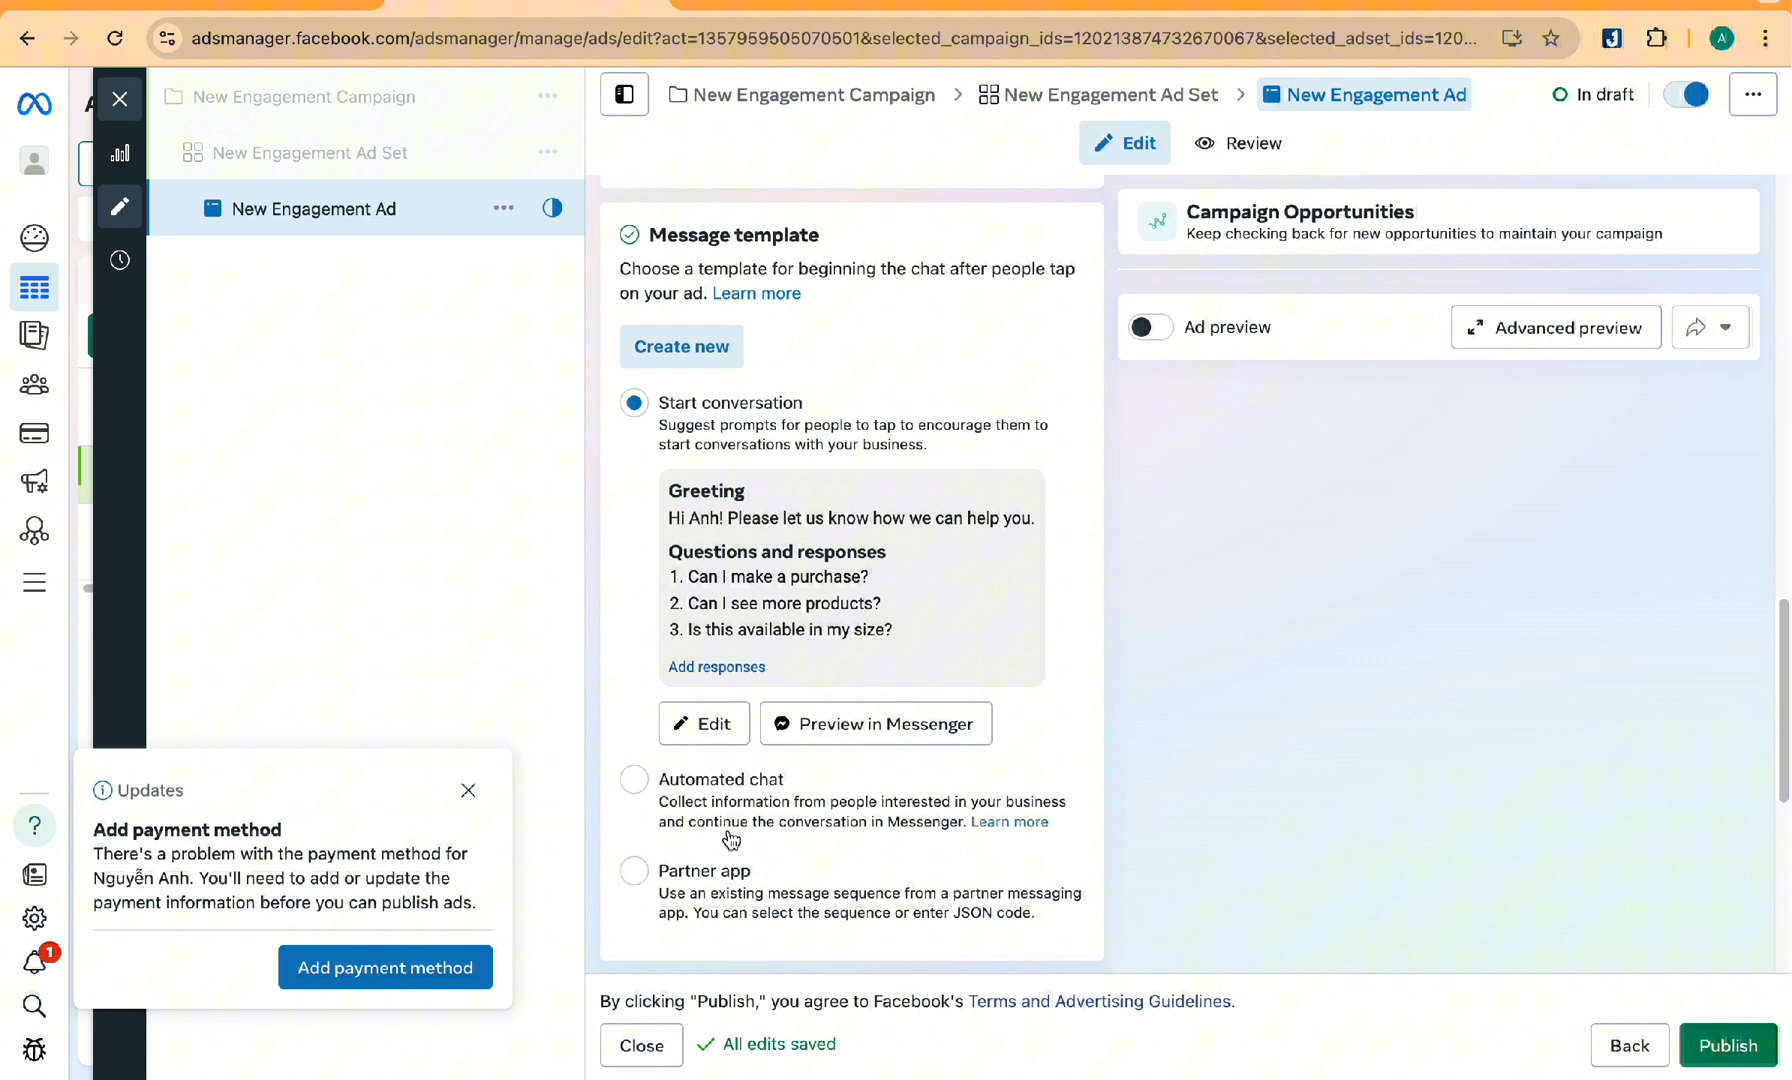 adsmanager.facebook.com/adsmanager/manage/ads/edit?act=1357959505070501&selected_campaign_ids=120213874732670067&selected_adset_ids=120...
A
New Engagement Campaign
New Engagement Ad Set
New Engagement Ad
New Engagement Campaign > New Engagement Ad Set > New Engagement Ad
In draft
Edit
Review
Message template
Choose a template for beginning the chat after people tap
on your ad. Learn more
Create new
Start conversation
Suggest prompts for people to tap to encourage them to
start conversations with your business.
Greeting
Hi Anh! Please let us know how we can help you.
Questions and responses
1. Can I make a purchase?
2. Can I see more products?
3. Is this available in my size?
Add responses
Edit
Preview in Messenger
Automated chat
Collect information from people interested in your business
and continue the conversation in Messenger. Learn more
Partner app
Use an existing message sequence from a partner messaging
app. You can select the sequence or enter JSON code.
Campaign Opportunities
Keep checking back for new opportunities to maintain your campaign
Ad preview
Advanced preview
Updates
Add payment method
There's a problem with the payment method for
Nguyễn Anh. You'll need to add or update the
payment information before you can publish ads.
Add payment method
1
By clicking "Publish," you agree to Facebook's Terms and Advertising Guidelines.
Close
All edits saved
Back
Publish